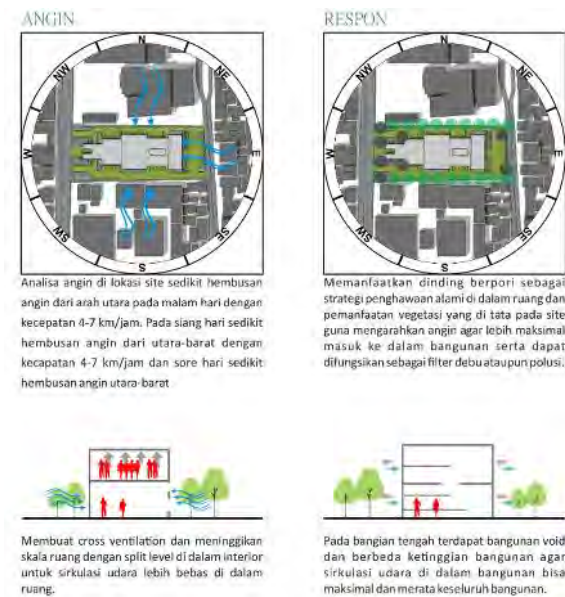 ANGIN
N
NW
NE
W
E
SW
SE
S
Analisa angin di lokasi site sedikit hembusan
angin dari arah utara pada malam hari dengan
kecepatan 4-7 km/jam. Pada siang hari sedikit
hembusan angin dari utara-barat dengan
kecapatan 4-7 km/jam dan sore hari sedikit
hembusan angin utara-barat
RESPON
N
NW
NE
W
E
SW
SE
S
Memanfaatkan dinding berpori sebagai
strategi penghawaan alami di dalam ruang dan
pemanfaatan vegetasi yang di tata pada site
guna mengarahkan angin agar lebih maksimal
masuk ke dalam bangunan serta dapat
difungsikan sebagai filter debu ataupun polusi.
Membuat cross ventilation dan meninggikan
skala ruang dengan split level di dalam interior
untuk sirkulasi udara lebih bebas di dalam
ruang.
Pada bangian tengah terdapat bangunan void
dan berbeda ketinggian bangunan agar
sirkulasi udara di dalam bangunan bisa
maksimal dan merata keseluruh bangunan.